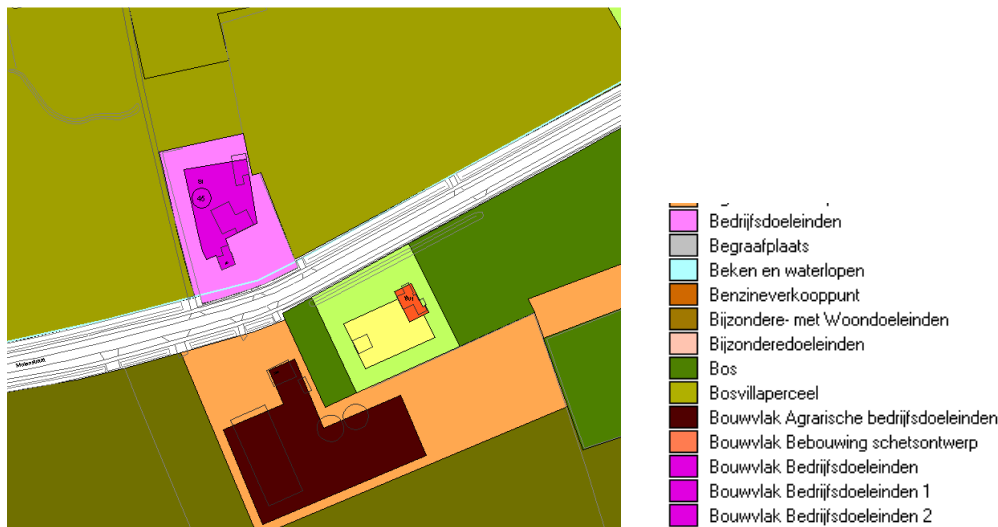 Bedrijfsdoeleinden
Begraafplaats
Beken en waterlopen
Benzineverkooppunt
Bijzondere- met Woondoeleinden
Bijzonderedoeleinden
Bos
Bosvillaperceel
Bouwvlak Agrarische bedrijfsdoeleinden
Bouwvlak Bebouwing schetsontwerp
Bouwvlak Bedrijfsdoeleinden
Bouwvlak Bedrijfsdoeleinden 1
Bouwvlak Bedrijfsdoeleinden 2